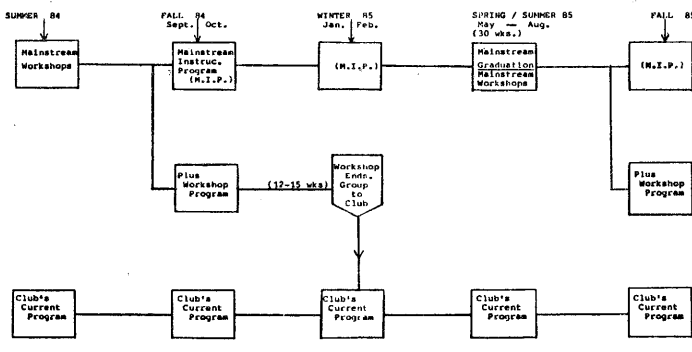 SUMMER 84
FALL 84
Sept. Oct.
WINTER 85
Jan. Feb.
SPRING / SUMMER 85
May — Aug.
(30 wks.)
FALL 85
Mainstream
Workshops
Mainstream
Instruc.
Program
(M.I.P.)
(M.I.P.)
Mainstream
Graduation
Mainstream
Workshops
(M.I.P.)
Plus
Workshop
Program
(12-15 wks)
Workshop
Endn.
Group
to
Club
Plus
Workshop
Program
Club's
Current
Program
Club's
Current
Program
Club's
Current
Program
Club's
Current
Program
Club's
Current
Program